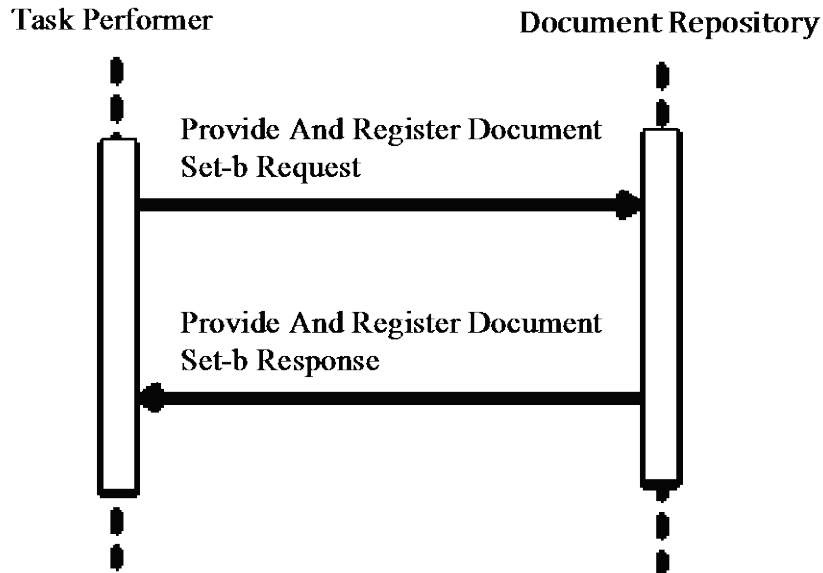 Task Performer
Document Repository
Provide And Register Document
Set-b Request
Provide And Register Document
Set-b Response